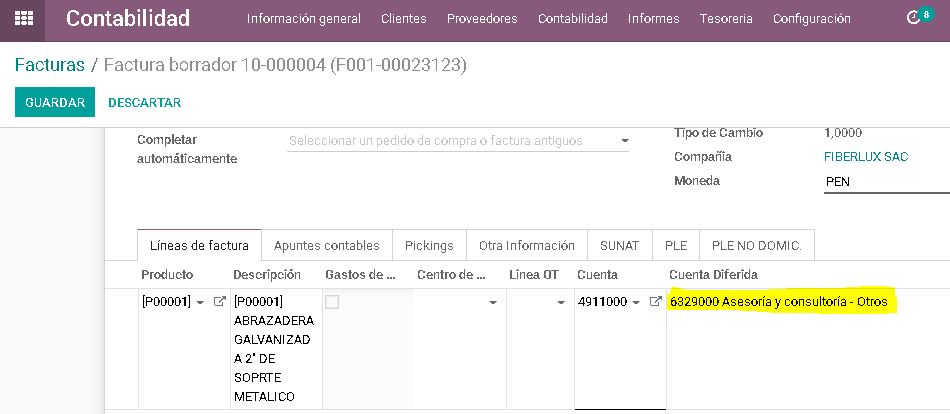 Contabilidad Información general Clientes Proveedores Contabilidad Informes Tesorería Configuración 8
Facturas / Factura borrador 10-000004 (F001-00023123)
GUARDAR DESCARTAR
Completar automáticamente Seleccionar un pedido de compra o factura antiguos
Tipo de Cambio 1,0000
Compañía FIBERLUX SAC
Moneda PEN
Líneas de factura Apuntes contables Pickings Otra Información SUNAT PLE PLE NO DOMIC.
Producto Descripción Gastos de ... Centro de ... Linea OT Cuenta Cuenta Diferida
[P00001] [P00001] 4911000 6329000 Asesoría y consultoría - Otros
ABRAZADERA
GALVANIZAD
A 2" DE
SOPRTE
METALICO